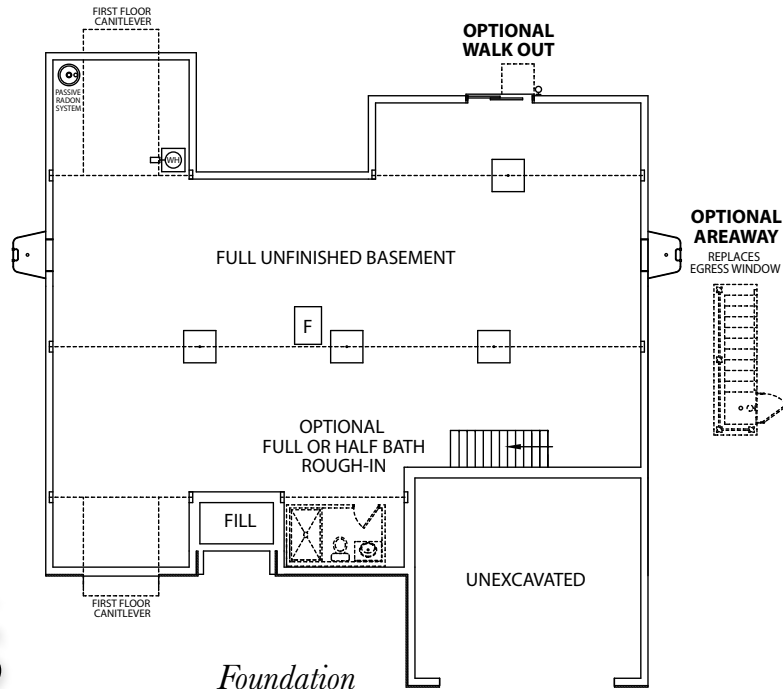 FIRST FLOOR
CANITLEVER
OPTIONAL
WALK OUT
PASSIVE
RADON
SYSTEM
WH
OPTIONAL
AREAWAY
REPLACES
EGRESS WINDOW
FULL UNFINISHED BASEMENT
F
OPTIONAL
FULL OR HALF BATH
ROUGH-IN
FILL
UNEXCAVATED
FIRST FLOOR
CANITLEVER
Foundation